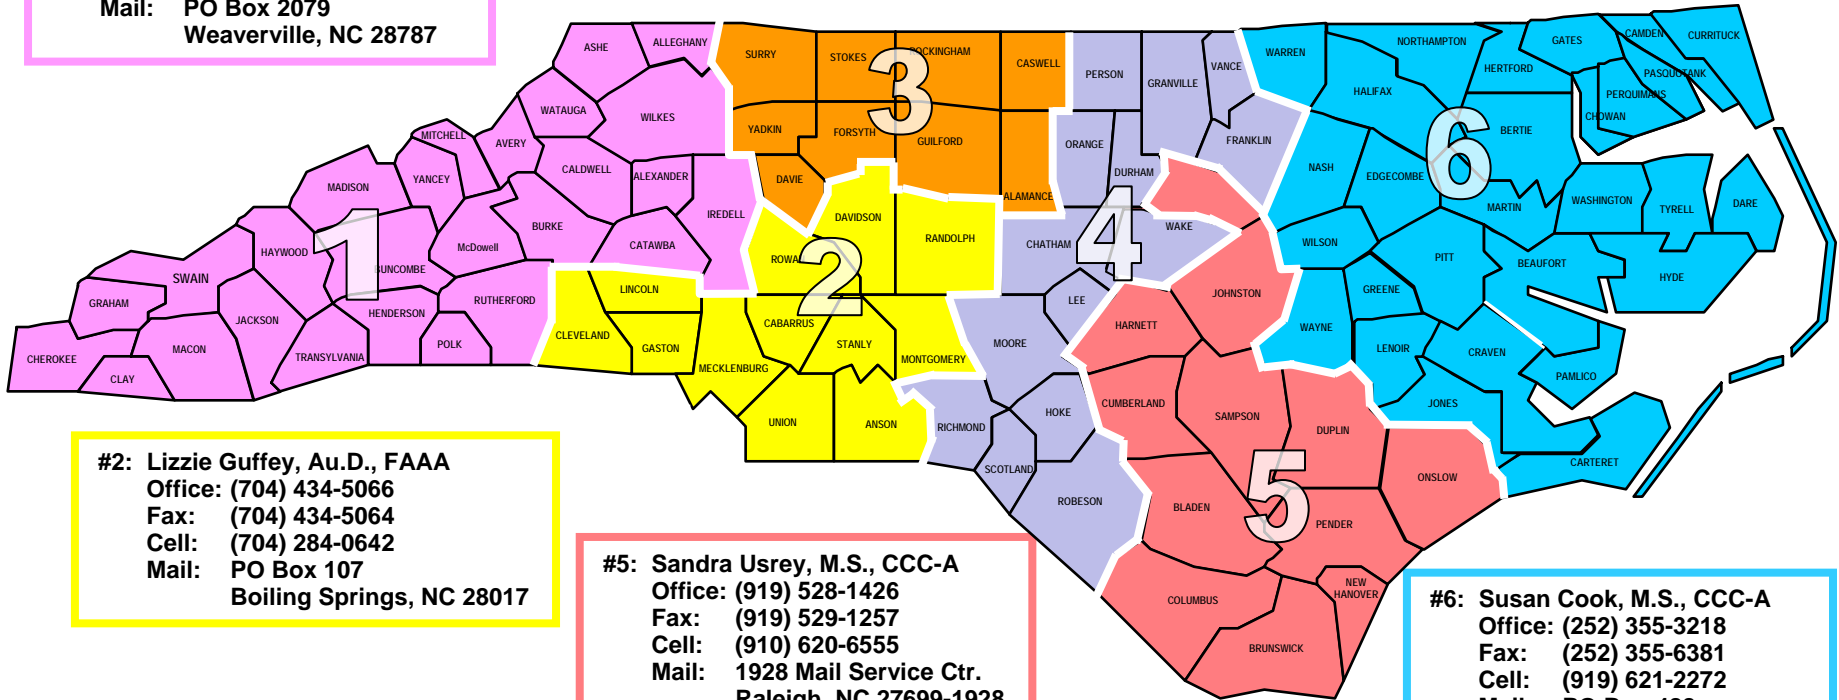 Mail: PO Box 2079
Weaverville, NC 28787
ASHE
ALLEGHANY
SURRY
STOKES
ROCKINGHAM
CASWELL
PERSON
GRANVILLE
VANCE
WARREN
NORTHAMPTON
GATES
CAMDEN
CURRITUCK
HERTFORD
PASQUOTANK
PERQUIMANS
CHOWAN
HALIFAX
BERTIE
WATAUGA
WILKES
YADKIN
FORSYTH
GUILFORD
ORANGE
DURHAM
FRANKLIN
NASH
EDGECOMBE
MITCHELL
AVERY
YANCEY
CALDWELL
ALEXANDER
DAVIE
ALAMANCE
MADISON
IREDELL
DAVIDSON
RANDOLPH
CHATHAM
WAKE
MARTIN
WASHINGTON
TYRELL
DARE
3
6
4
1
2
5
HAYWOOD
BUNCOMBE
McDowell
BURKE
CATAWBA
ROWAN
WILSON
PITT
BEAUFORT
HYDE
SWAIN
GRAHAM
JACKSON
HENDERSON
RUTHERFORD
LINCOLN
CLEVELAND
GASTON
CABARRUS
STANLY
MONTGOMERY
MECKLENBURG
MOORE
LEE
HARNETT
JOHNSTON
GREENE
WAYNE
LENOIR
CRAVEN
PAMLICO
CHEROKEE
CLAY
MACON
TRANSYLVANIA
POLK
UNION
ANSON
RICHMOND
HOKE
SCOTLAND
CUMBERLAND
SAMPSON
DUPLIN
JONES
CARTERET
ONSLOW
ROBESON
BLADEN
PENDER
COLUMBUS
NEW
HANOVER
BRUNSWICK
#2: Lizzie Guffey, Au.D., FAAA
Office: (704) 434-5066
Fax: (704) 434-5064
Cell: (704) 284-0642
Mail: PO Box 107
Boiling Springs, NC 28017
#5: Sandra Usrey, M.S., CCC-A
Office: (919) 528-1426
Fax: (919) 529-1257
Cell: (910) 620-6555
Mail: 1928 Mail Service Ctr.
Raleigh, NC 27699-1928
#6: Susan Cook, M.S., CCC-A
Office: (252) 355-3218
Fax: (252) 355-6381
Cell: (919) 621-2272